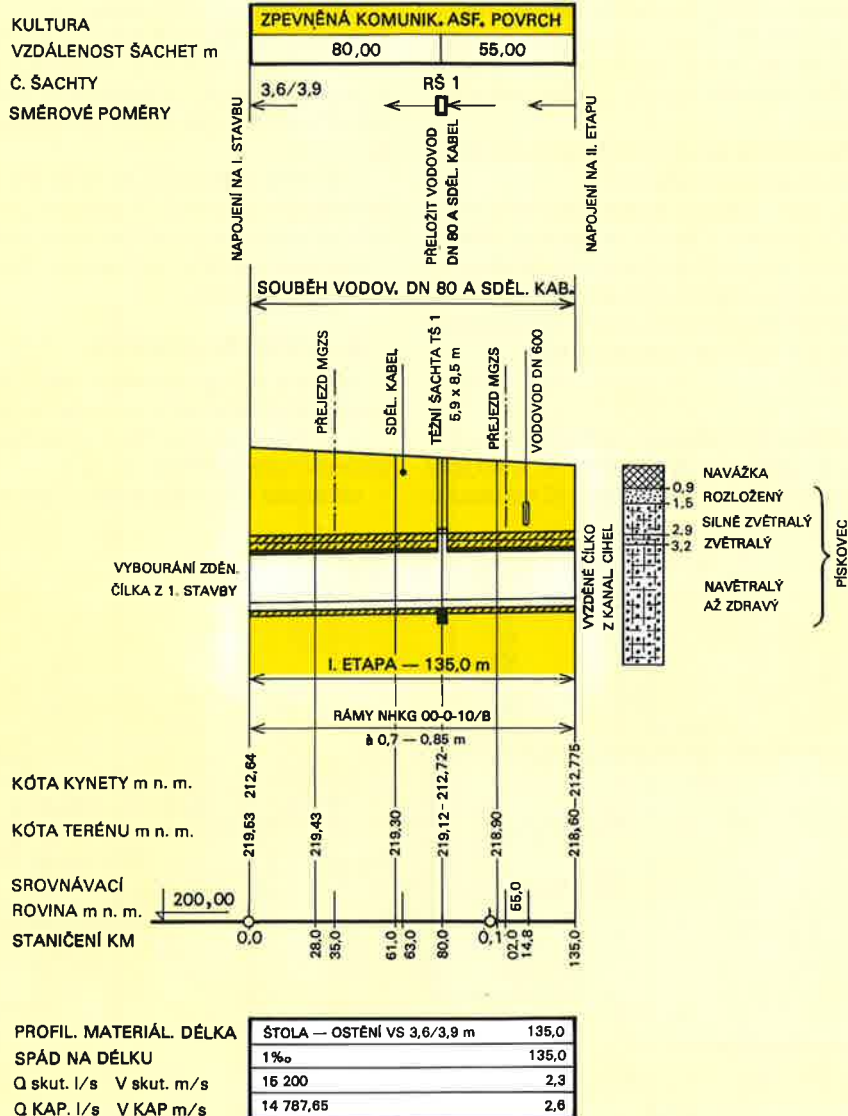 KULTURA
ZPEVNĚNÁ KOMUNIK. ASF. POVRCH
VZDÁLENOST ŠACHET m
80,00 55,00
Č. ŠACHTY
3,6/3,9 RŠ 1
SMĚROVÉ POMĚRY
NAPOJENÍ NA I. STAVBU
PŘELOŽIT VODOVOD
DN 80 A SDĚL. KABEL
NAPOJENÍ NA II. ETAPU
SOUBĚH VODOV. DN 80 A SDĚL. KAB.
PŘEJEZD MGZS
SDĚL. KABEL
TĚŽNÍ ŠACHTA TŠ 1
5,9 x 8,5 m
PŘEJEZD MGZS
VODOVOD DN 600
VYBOURÁNÍ ZDĚN.
ČÍLKA Z 1. STAVBY
VYZDĚNÉ ČÍLKO
Z KANAL. CIHEL
NAVÁŽKA
0,9
ROZLOŽENÝ
1,5
SILNĚ ZVĚTRALÝ
2,9
ZVĚTRALÝ
3,2
NAVĚTRALÝ
AŽ ZDRAVÝ
PÍSKOVEC
I. ETAPA — 135,0 m
RÁMY NHKG 00-0-10/B
à 0,7 — 0,85 m
KÓTA KYNETY m n. m.
212,64 212,72 212,775
KÓTA TERÉNU m n. m.
219,53 219,43 219,30 219,12 218,90 218,60
SROVNÁVACÍ
ROVINA m n. m.
200,00
55,0
STANIČENÍ KM
0,0 28,0 35,0 61,0 63,0 80,0 0,1 02,0 14,8 135,0
PROFIL. MATERIÁL. DÉLKA
ŠTOLA — OSTĚNÍ VS 3,6/3,9 m 135,0
SPÁD NA DÉLKU
1‰ 135,0
Q skut. l/s V skut. m/s
15 200 2,3
Q KAP. l/s V KAP m/s
14 787,65 2,6